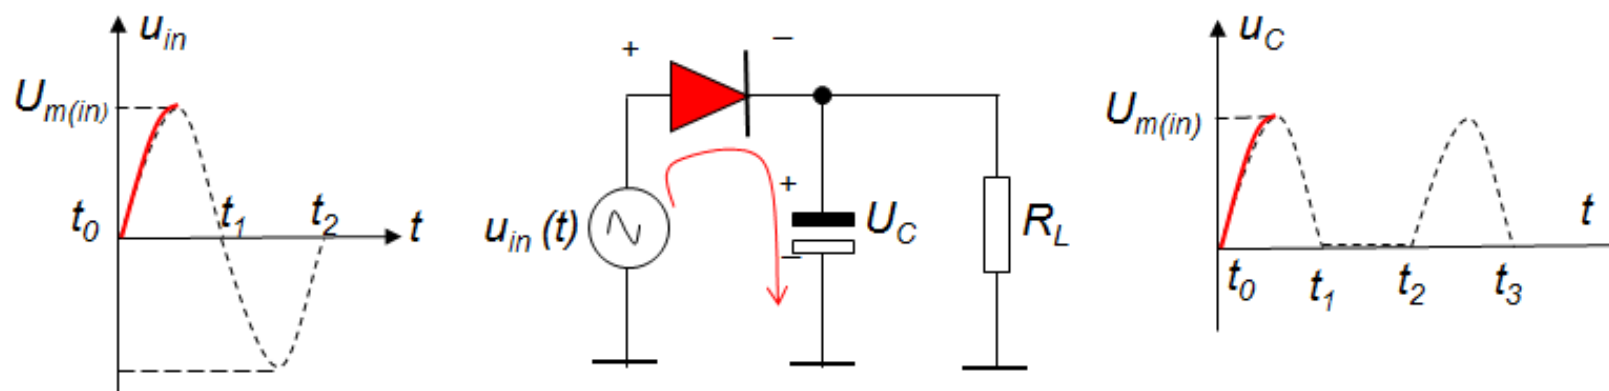 u_in
U_m(in)
t_0
t_1
t_2
t
+
−
u_in (t)
+
−
U_C
R_L
u_C
U_m(in)
t
t_0
t_1
t_2
t_3